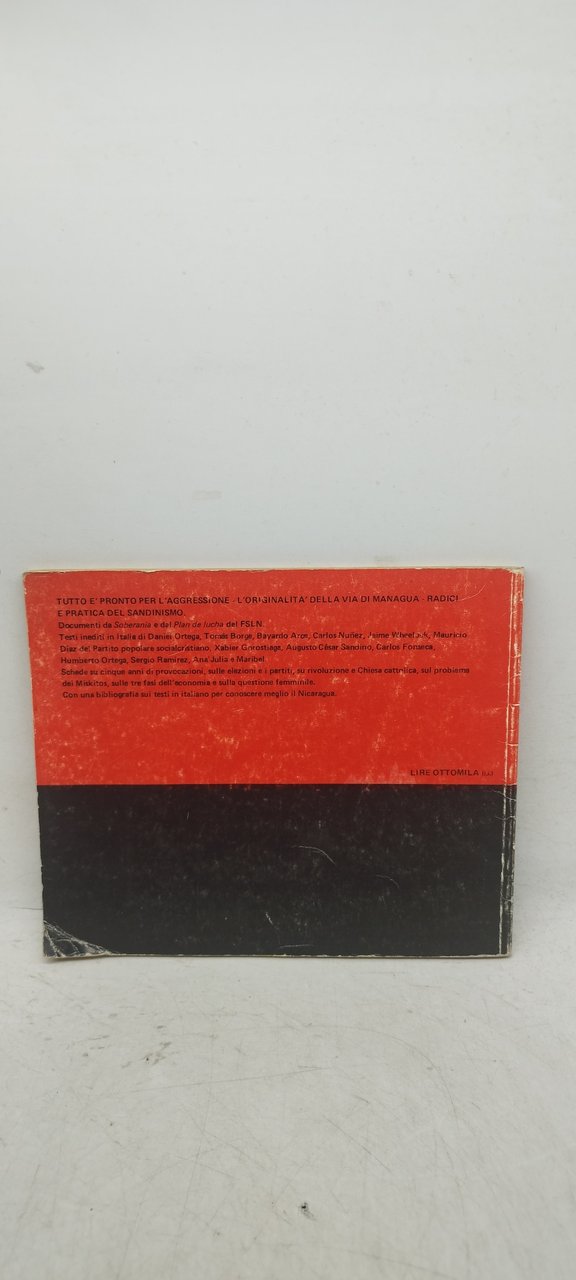 TUTTO E' PRONTO PER L'AGGRESSIONE - L'ORIGINALITA' DELLA VIA DI MANAGUA - RADICI
E PRATICA DEL SANDINISMO.
Documenti da Soberania e dal Plan de lucha del FSLN.
Testi inediti in Italia di Daniel Ortega, Tomás Borge, Bayardo Arce, Carlos Nuñez, Jaime Wheelock, Mauricio
Diaz del Partito popolare socialcristiano, Xabier Gorostiaga, Augusto César Sandino, Carlos Fonseca,
Humberto Ortega, Sergio Ramirez, Ana Julia e Maribel.
Schede su cinque anni di provocazioni, sulle elezioni e i partiti, su rivoluzione e Chiesa cattolica, sul problema
dei Miskitos, sulle tre fasi dell'economia e sulla questione femminile.
Con una bibliografia sui testi in italiano per conoscere meglio il Nicaragua.
LIRE OTTOMILA